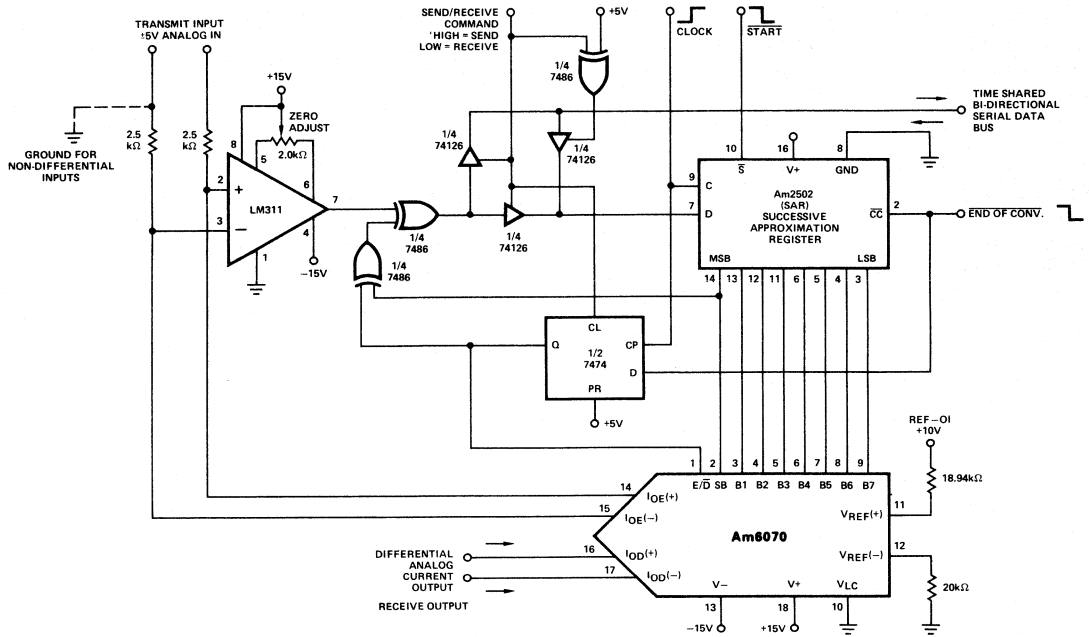 TRANSMIT INPUT
±5V ANALOG IN
SEND/RECEIVE
COMMAND
'HIGH = SEND
LOW = RECEIVE
+5V
CLOCK
START
1/4
7486
+15V
ZERO
ADJUST
2.0kΩ
2.5
kΩ
2.5
kΩ
GROUND FOR
NON-DIFFERENTIAL
INPUTS
8
5
6
2
+
3
−
LM311
7
4
1
−15V
1/4
74126
1/4
74126
1/4
7486
1/4
74126
1/4
7486
TIME SHARED
BI-DIRECTIONAL
SERIAL DATA
BUS
10
16
8
S
V+
GND
9
C
7
D
Am2502
(SAR)
SUCCESSIVE
APPROXIMATION
REGISTER
CC
2
END OF CONV.
MSB
LSB
14
13
12
11
6
5
4
3
CL
Q
1/2
7474
CP
D
PR
+5V
REF-OI
+10V
18.94kΩ
1
2
3
4
5
6
7
8
9
E/D
SB
B1
B2
B3
B4
B5
B6
B7
14
IOE(+)
15
IOE(−)
16
IOD(+)
17
IOD(−)
Am6070
VREF(+)
11
VREF(−)
12
20kΩ
DIFFERENTIAL
ANALOG
CURRENT
OUTPUT
RECEIVE OUTPUT
V−
V+
VLC
13
18
10
−15V
+15V